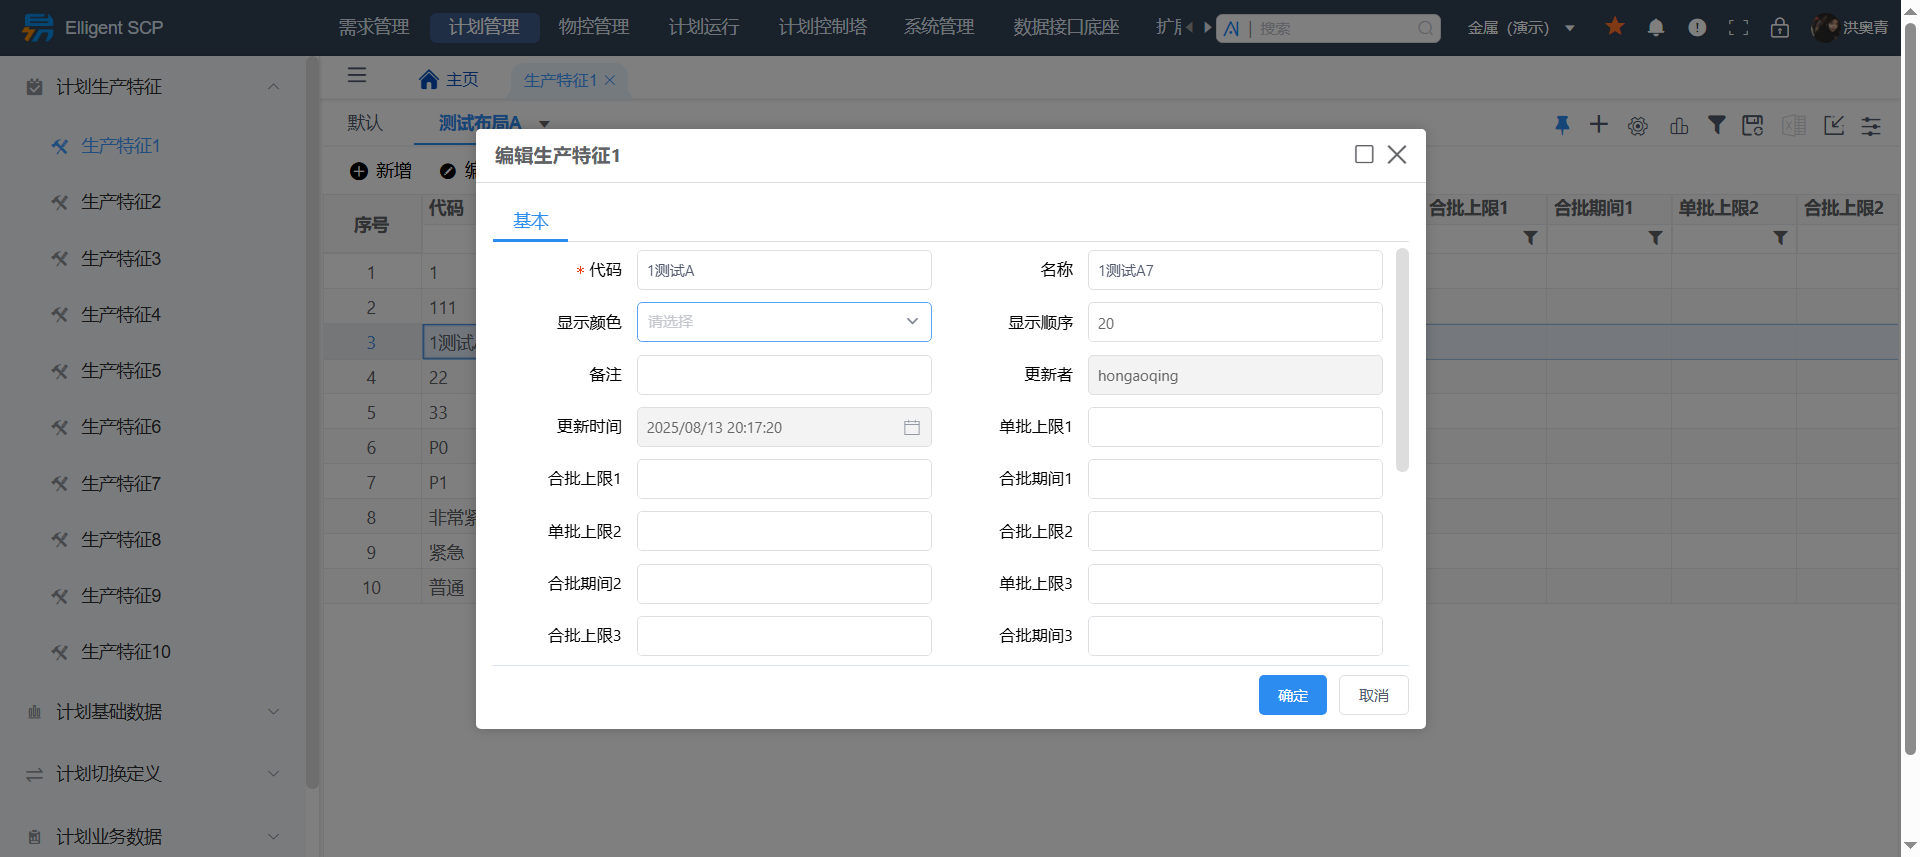 Elligent SCP
需求管理
计划管理
物控管理
计划运行
计划控制塔
系统管理
数据接口底座
AI | 搜索
金属 (演示)
洪奥青
计划生产特征
生产特征1
生产特征2
生产特征3
生产特征4
生产特征5
生产特征6
生产特征7
生产特征8
生产特征9
生产特征10
计划基础数据
计划切换定义
计划业务数据
主页
生产特征1
默认
测试布局A
新增
序号
代码
合批上限1
合批期间1
单批上限2
合批上限2
1 1
2 111
3 1测试
4 22
5 33
6 P0
7 P1
8 非常紧
9 紧急
10 普通
编辑生产特征1
基本
* 代码 1测试A
名称 1测试A7
显示颜色 请选择
显示顺序 20
备注
更新者 hongaoqing
更新时间 2025/08/13 20:17:20
单批上限1
合批上限1
合批期间1
单批上限2
合批上限2
合批期间2
单批上限3
合批上限3
合批期间3
确定
取消